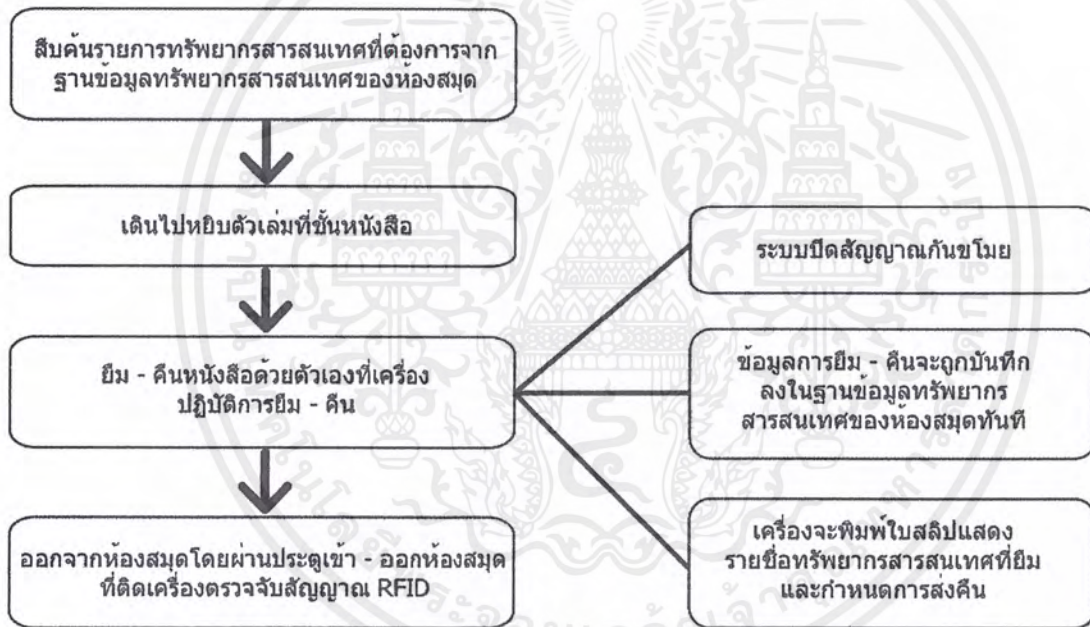 สืบค้นรายการทรัพยากรสารสนเทศที่ต้องการจาก
ฐานข้อมูลทรัพยากรสารสนเทศของห้องสมุด
เดินไปหยิบตัวเล่มที่ชั้นหนังสือ
ยืม - คืนหนังสือด้วยตัวเองที่เครื่อง
ปฏิบัติการยืม - คืน
ออกจากห้องสมุดโดยผ่านประตูเข้า - ออกห้องสมุด
ที่ติดเครื่องตรวจจับสัญญาณ RFID
ระบบปิดสัญญาณกันขโมย
ข้อมูลการยืม - คืนจะถูกบันทึก
ลงในฐานข้อมูลทรัพยากร
สารสนเทศของห้องสมุดทันที
เครื่องจะพิมพ์ใบสลิปแสดง
รายชื่อทรัพยากรสารสนเทศที่ยืม
และกำหนดการส่งคืน